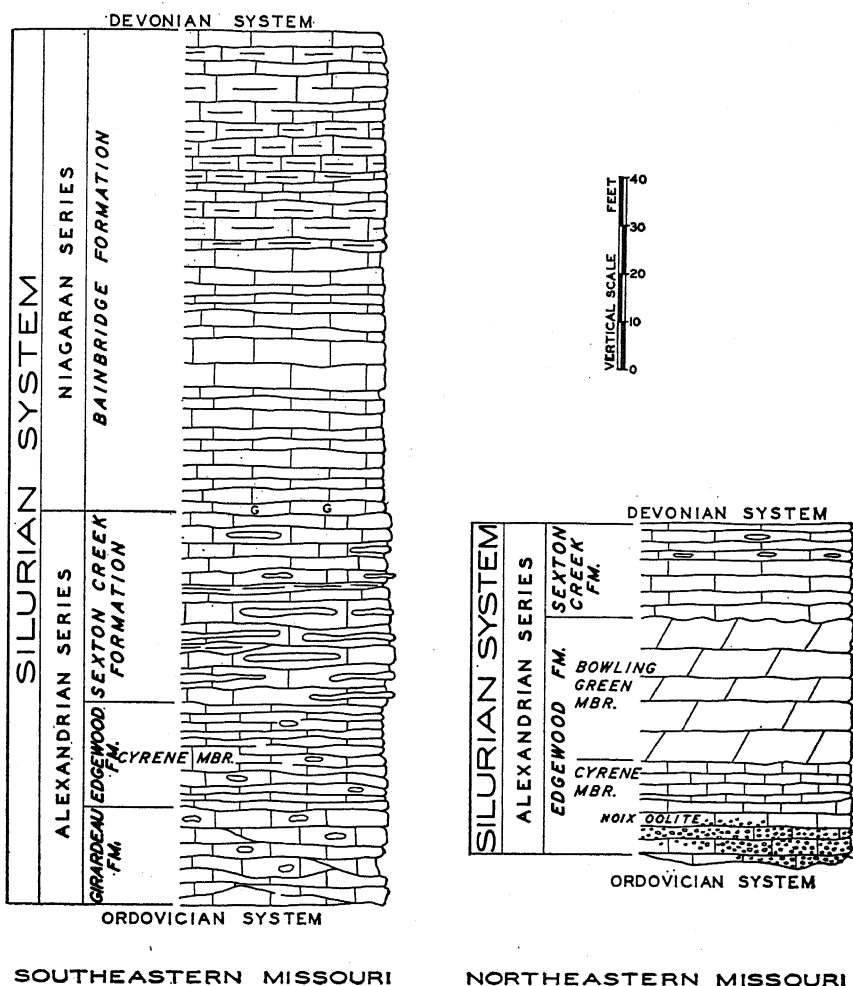 DEVONIAN SYSTEM
SILURIAN SYSTEM
NIAGARAN SERIES
BAINBRIDGE FORMATION
ALEXANDRIAN SERIES
SEXTON CREEK
FORMATION
EDGEWOOD
FM.
CYRENE MBR.
GIRARDEAU
FM.
G G
ORDOVICIAN SYSTEM
SOUTHEASTERN MISSOURI
VERTICAL SCALE FEET
40
30
20
10
0
DEVONIAN SYSTEM
SILURIAN SYSTEM
ALEXANDRIAN SERIES
SEXTON
CREEK
FM.
EDGEWOOD FM.
BOWLING
GREEN
MBR.
CYRENE
MBR.
NOIX OOLITE
ORDOVICIAN SYSTEM
NORTHEASTERN MISSOURI